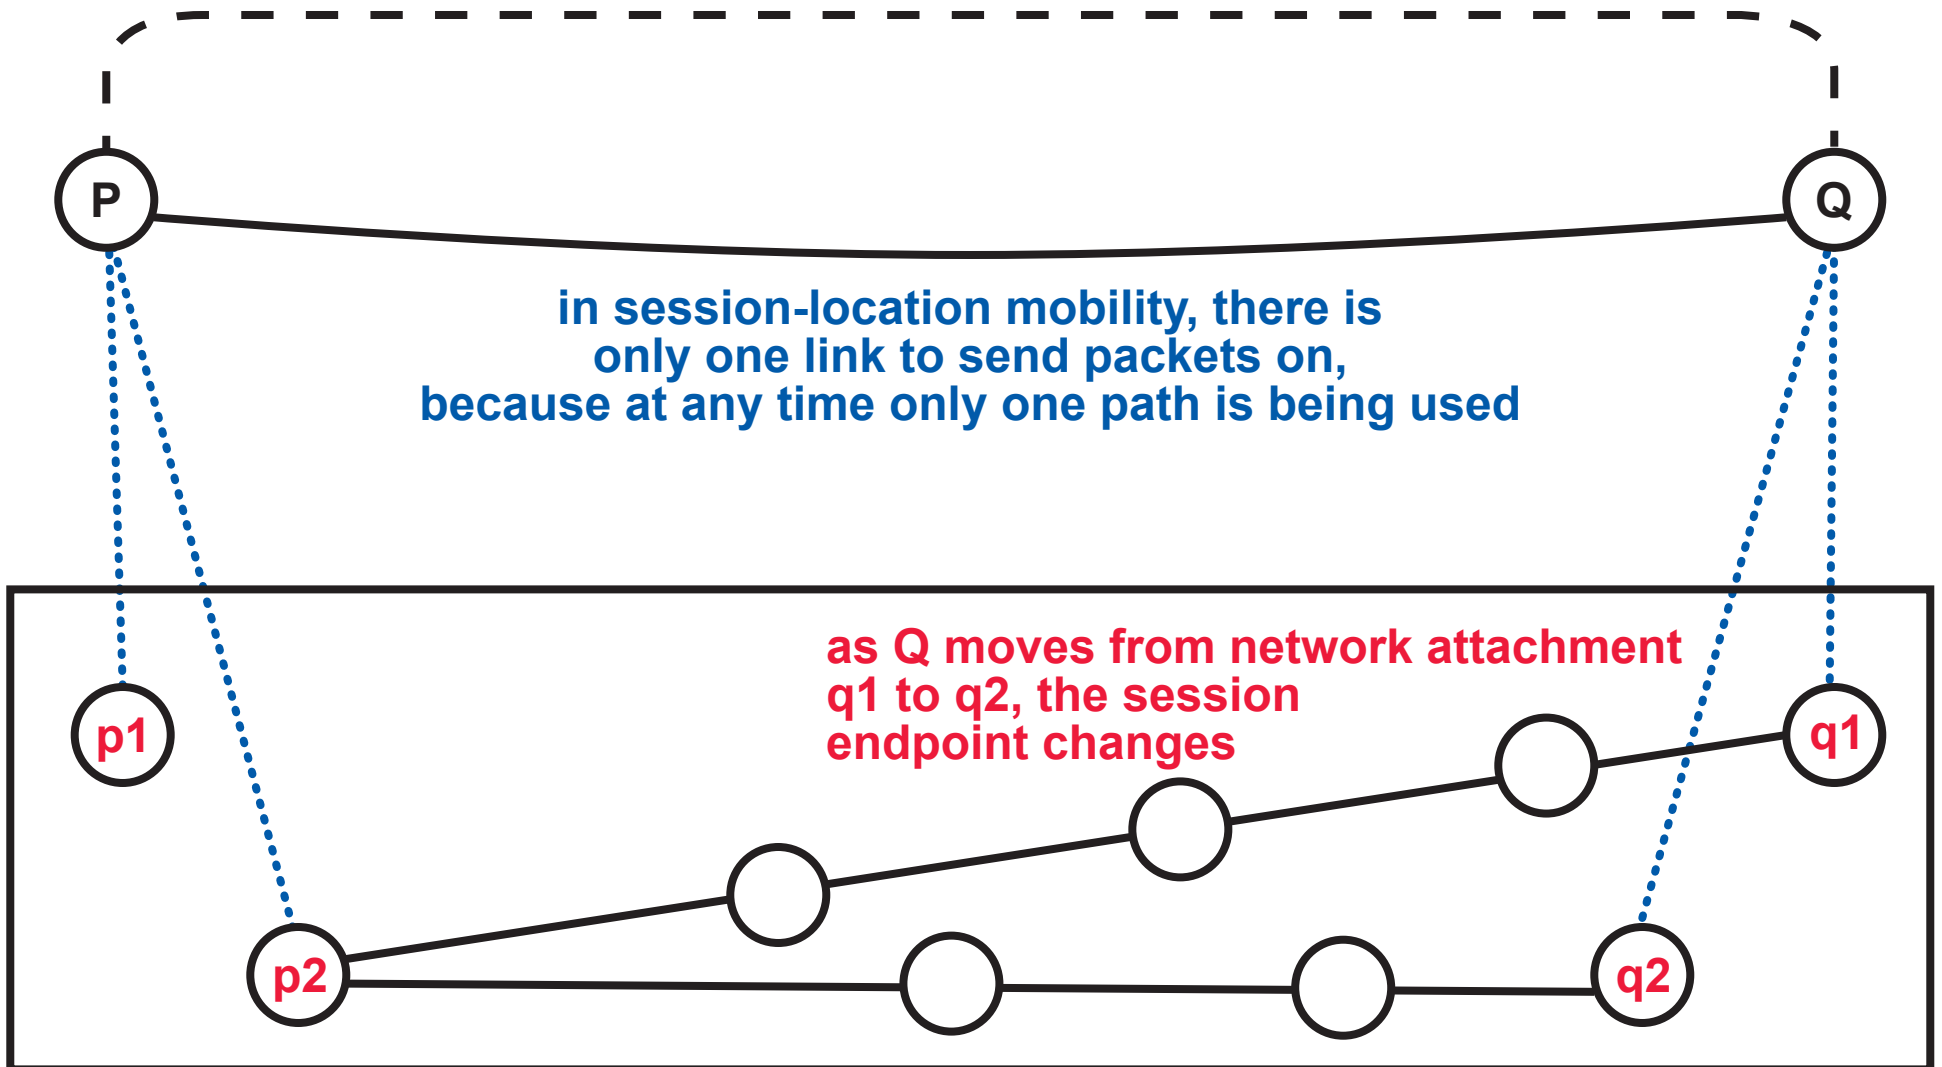 P
Q
in session-location mobility, there is
only one link to send packets on,
because at any time only one path is being used
as Q moves from network attachment
q1 to q2, the session
endpoint changes
p1
q1
p2
q2